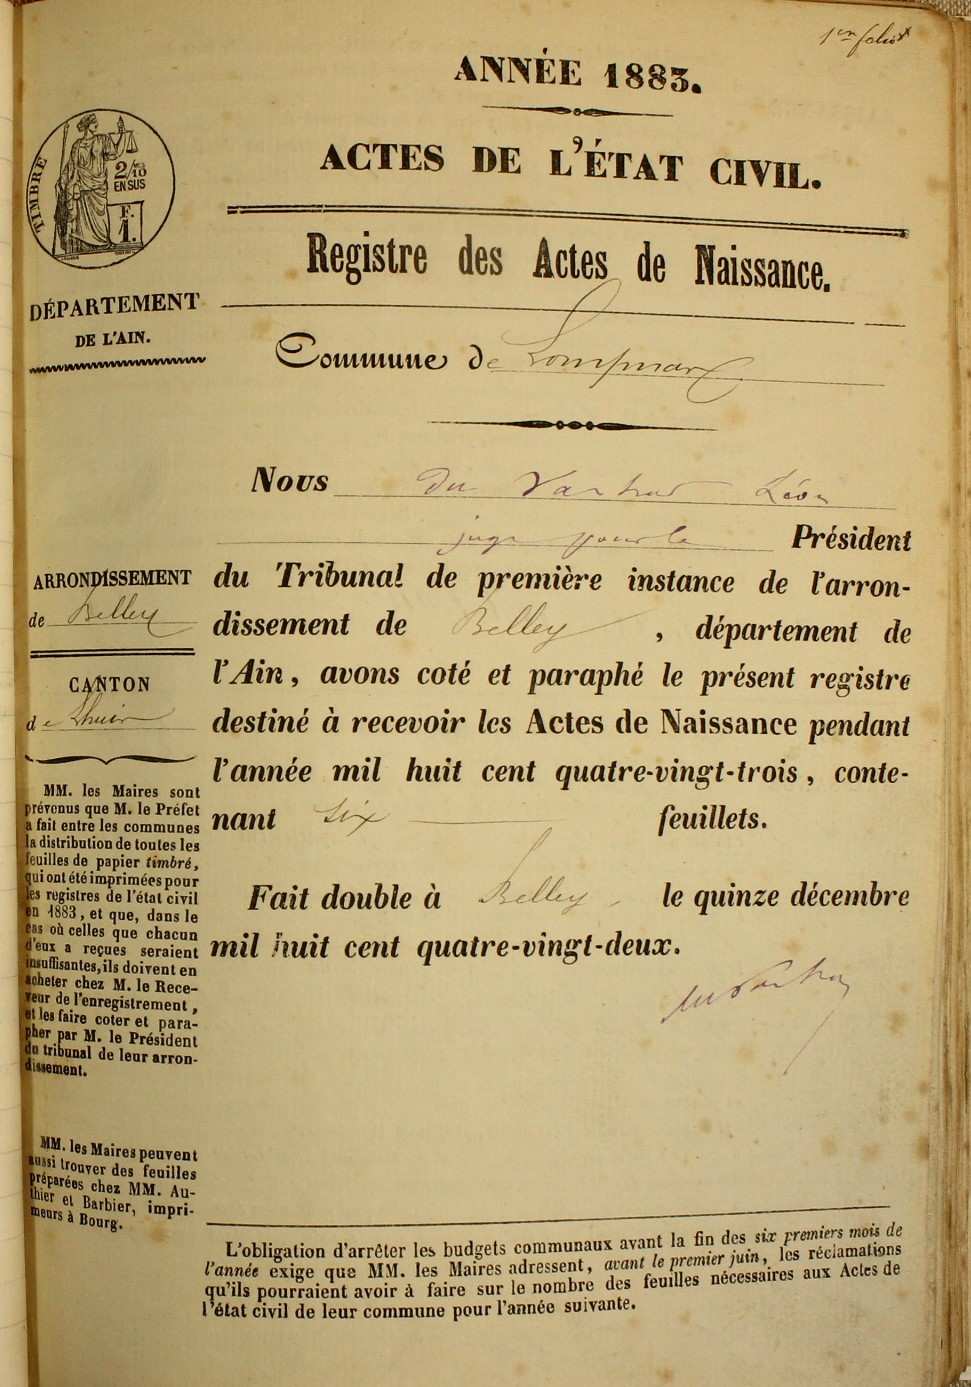 1er feuillet
ANNÉE 1883.
ACTES DE L'ÉTAT CIVIL.
Registre des Actes de Naissance.
Commune de Lompnaz
TIMBRE
2/10
EN SUS
F.
1.
DÉPARTEMENT
DE L'AIN.
ARRONDISSEMENT
de Belley
CANTON
de Lhuis
MM. les Maires sont
prévenus que M. le Préfet
a fait entre les communes
la distribution de toutes les
feuilles de papier timbré,
qui ont été imprimées pour
les registres de l'état civil
en 1883, et que, dans le
cas où celles que chacun
d'eux a reçues seraient
insuffisantes, ils doivent en
acheter chez M. le Rece-
veur de l'enregistrement,
et les faire coter et para-
pher par M. le Président
du tribunal de leur arron-
dissement.
MM. les Maires peuvent
aussi trouver des feuilles
préparées chez MM. Au-
thier et Barbier, impri-
meurs à Bourg.
Nous du Léon
juge pour le Président
du Tribunal de première instance de l'arron-
dissement de Belley, département de
l'Ain, avons coté et paraphé le présent registre
destiné à recevoir les Actes de Naissance pendant
l'année mil huit cent quatre-vingt-trois, conte-
nant six feuillets.
Fait double à Belley le quinze décembre
mil huit cent quatre-vingt-deux.
L'obligation d'arrêter les budgets communaux avant la fin des six premiers mois de
l'année exige que MM. les Maires adressent, avant le premier juin, les réclamations
qu'ils pourraient avoir à faire sur le nombre des feuilles nécessaires aux Actes de
l'état civil de leur commune pour l'année suivante.